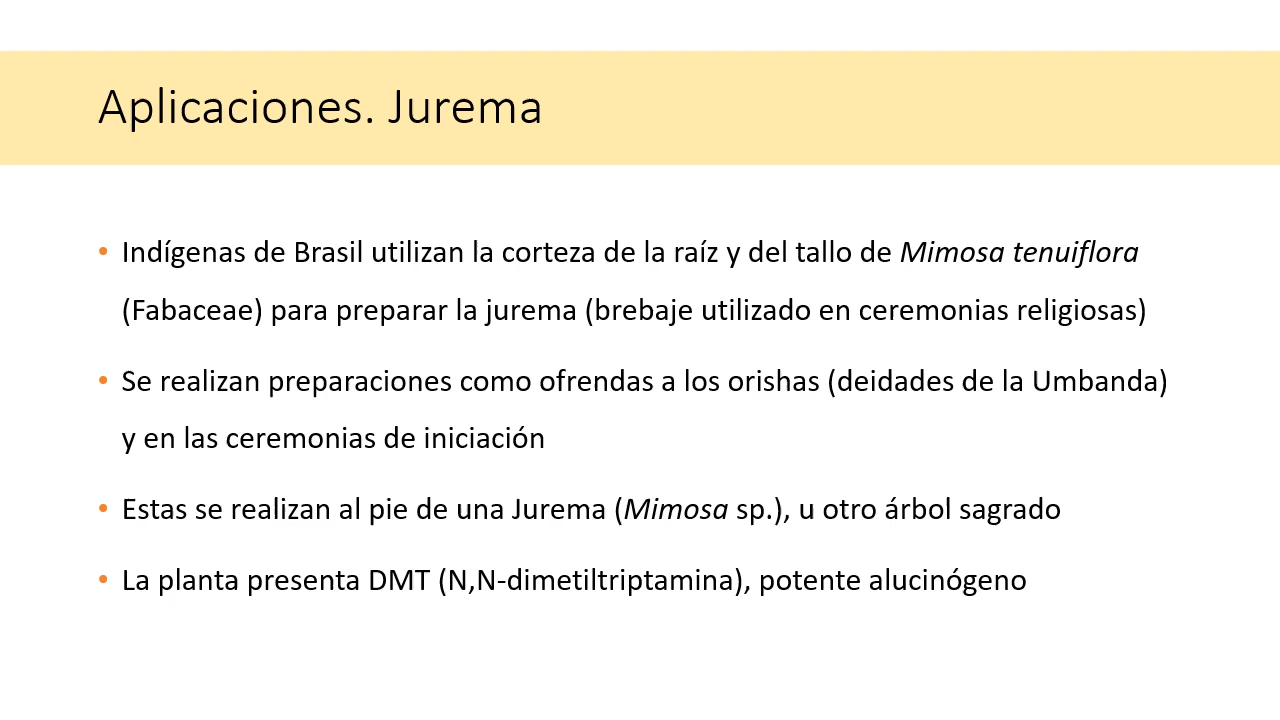 Aplicaciones. Jurema
• Indígenas de Brasil utilizan la corteza de la raíz y del tallo de Mimosa tenuiflora
(Fabaceae) para preparar la jurema (brebaje utilizado en ceremonias religiosas)
• Se realizan preparaciones como ofrendas a los orishas (deidades de la Umbanda)
y en las ceremonias de iniciación
• Estas se realizan al pie de una Jurema (Mimosa sp.), u otro árbol sagrado
• La planta presenta DMT (N,N-dimetiltriptamina), potente alucinógeno